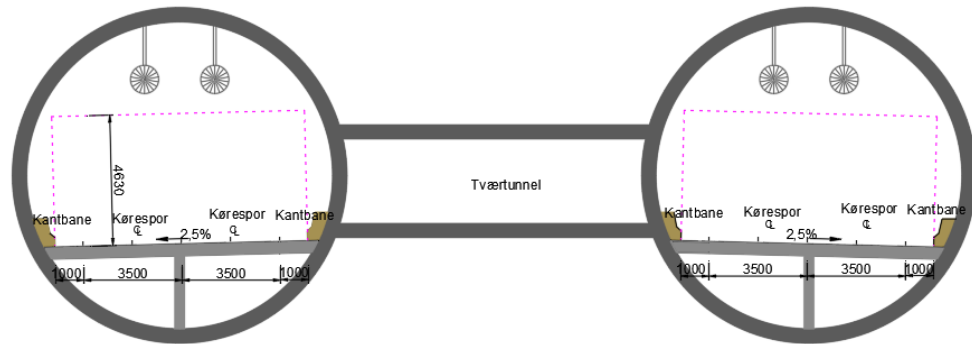 4630
Kantbane
Kørespor
℄
Kørespor
℄
Kantbane
2,5%
1000
3500
3500
1000
Tværtunnel
Kantbane
Kørespor
℄
Kørespor
℄
Kantbane
2,5%
1000
3500
3500
1000